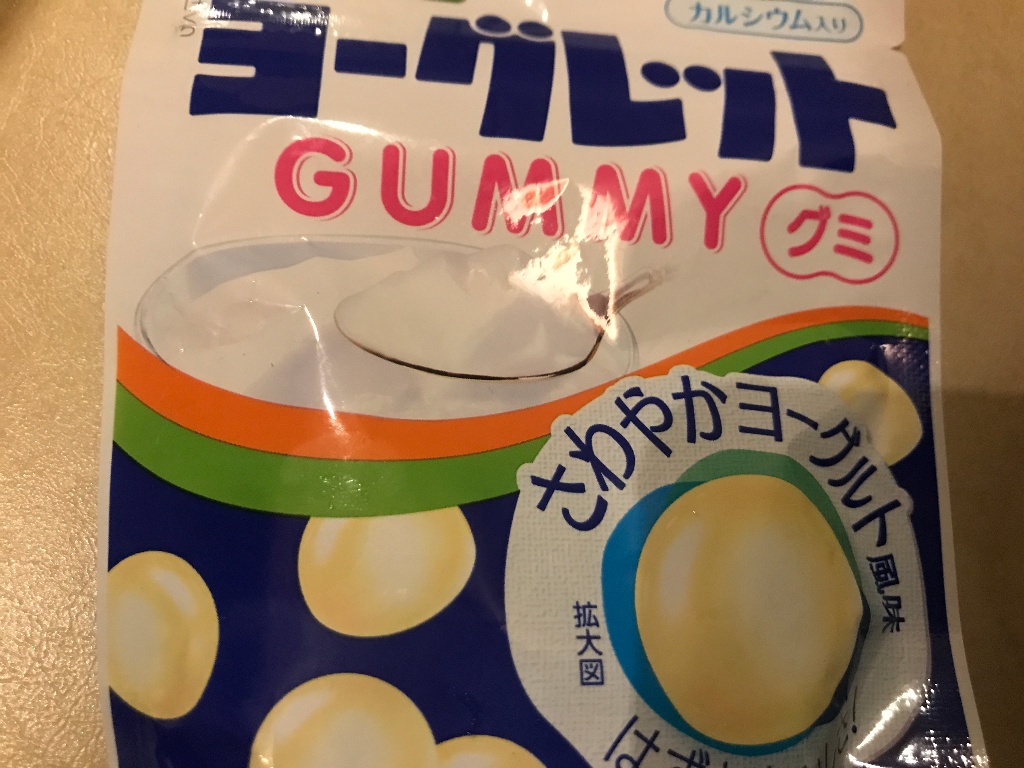 カルシウム入り
ヨーグレット
GUMMY
グミ
さわやかヨーグルト風味
拡大図